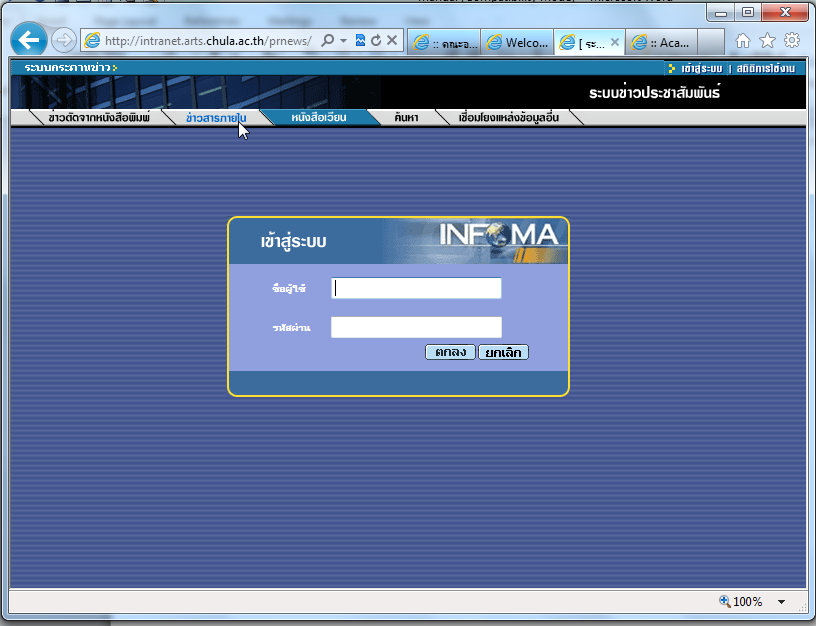 http://intranet.arts.chula.ac.th/prnews/
:: คณะอ... Welco... [ ระ... :: Aca...
ระบบกระดานข่าว
เข้าสู่ระบบ | สถิติการใช้งาน
ระบบข่าวประชาสัมพันธ์
ข่าวตัดจากหนังสือพิมพ์ ข่าวสารภายใน หนังสือเวียน ค้นหา เชื่อมโยงแหล่งข้อมูลอื่น
เข้าสู่ระบบ INFOMA
ชื่อผู้ใช้
รหัสผ่าน
ตกลง ยกเลิก
100%